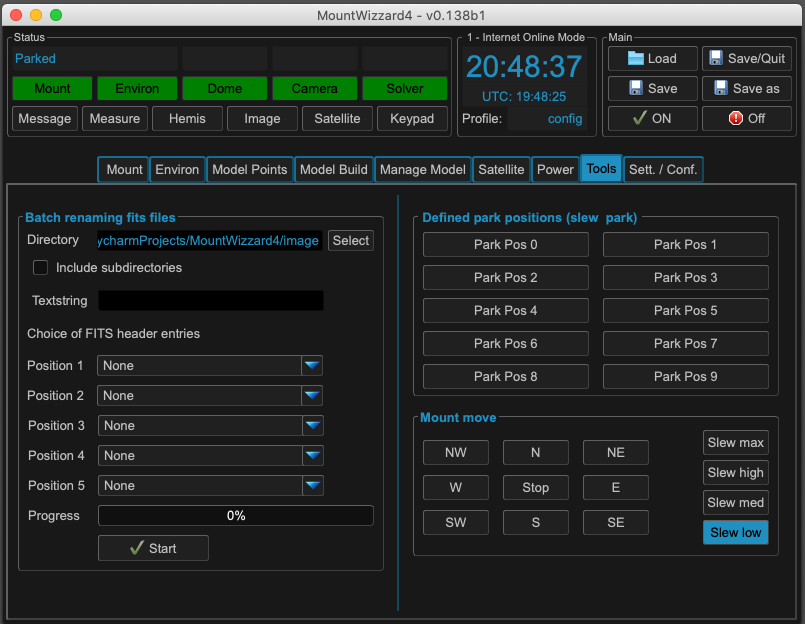 MountWizzard4 - v0.138b1
Status
Parked
Mount Environ Dome Camera Solver
Message Measure Hemis Image Satellite Keypad
1 - Internet Online Mode
20:48:37
UTC: 19:48:25
Profile: config
Main
Load Save/Quit
Save Save as
ON Off
Mount Environ Model Points Model Build Manage Model Satellite Power Tools Sett. / Conf.
Batch renaming fits files
Directory ycharmProjects/MountWizzard4/image Select
Include subdirectories
Textstring
Choice of FITS header entries
Position 1 None
Position 2 None
Position 3 None
Position 4 None
Position 5 None
Progress 0%
Start
Defined park positions (slew park)
Park Pos 0 Park Pos 1
Park Pos 2 Park Pos 3
Park Pos 4 Park Pos 5
Park Pos 6 Park Pos 7
Park Pos 8 Park Pos 9
Mount move
NW N NE
W Stop E
SW S SE
Slew max
Slew high
Slew med
Slew low